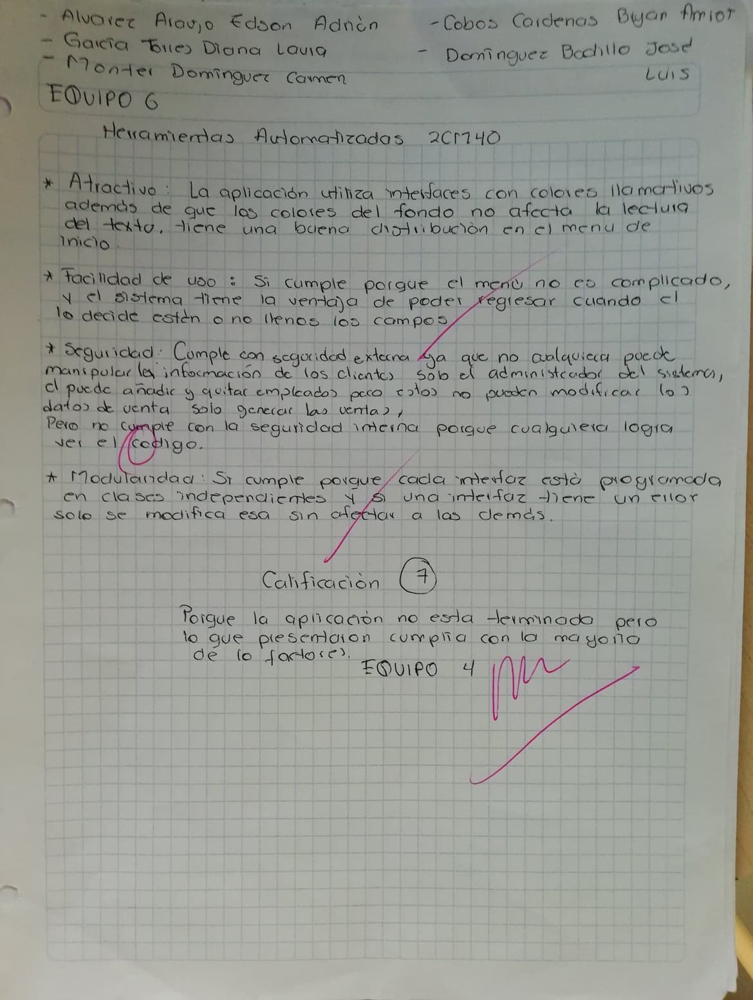 - Alvarez Araujo Edson Adrián - Cobos Cardenas Bryan Amior
- García Torres Diana Laura - Domínguez Badillo José
- Monter Domínguez Carmen Luis
EQUIPO 6
Herramientas Automatizadas 2CM40
* Atractivo: La aplicación utiliza interfaces con colores llamativos
además de que los colores del fondo no afecta la lectura
del texto, tiene una buena distribución en el menu de
inicio.
* Facilidad de uso: Si cumple porque el menú no es complicado,
y el sistema tiene la ventaja de poder regresar cuando el
lo decide estén o no llenos los campos
* Seguridad: Cumple con seguridad externa ya que no cualquiera puede
manipular la información de los clientes solo el administrador del sistema,
el puede añadir y quitar empleados pero estos no pueden modificar los
datos de venta solo generar las ventas,
Pero no cumple con la seguridad interna porque cualquiera logra
ver el codigo.
* Modularidad: Si cumple porque cada interfaz está programada
en clases independientes y si una interfaz tiene un error
solo se modifica esa sin afectar a las demás.
Calificación 7
Porque la aplicación no esta terminada pero
lo que presentaron cumplia con la mayoria
de lo factores.
EQUIPO 4